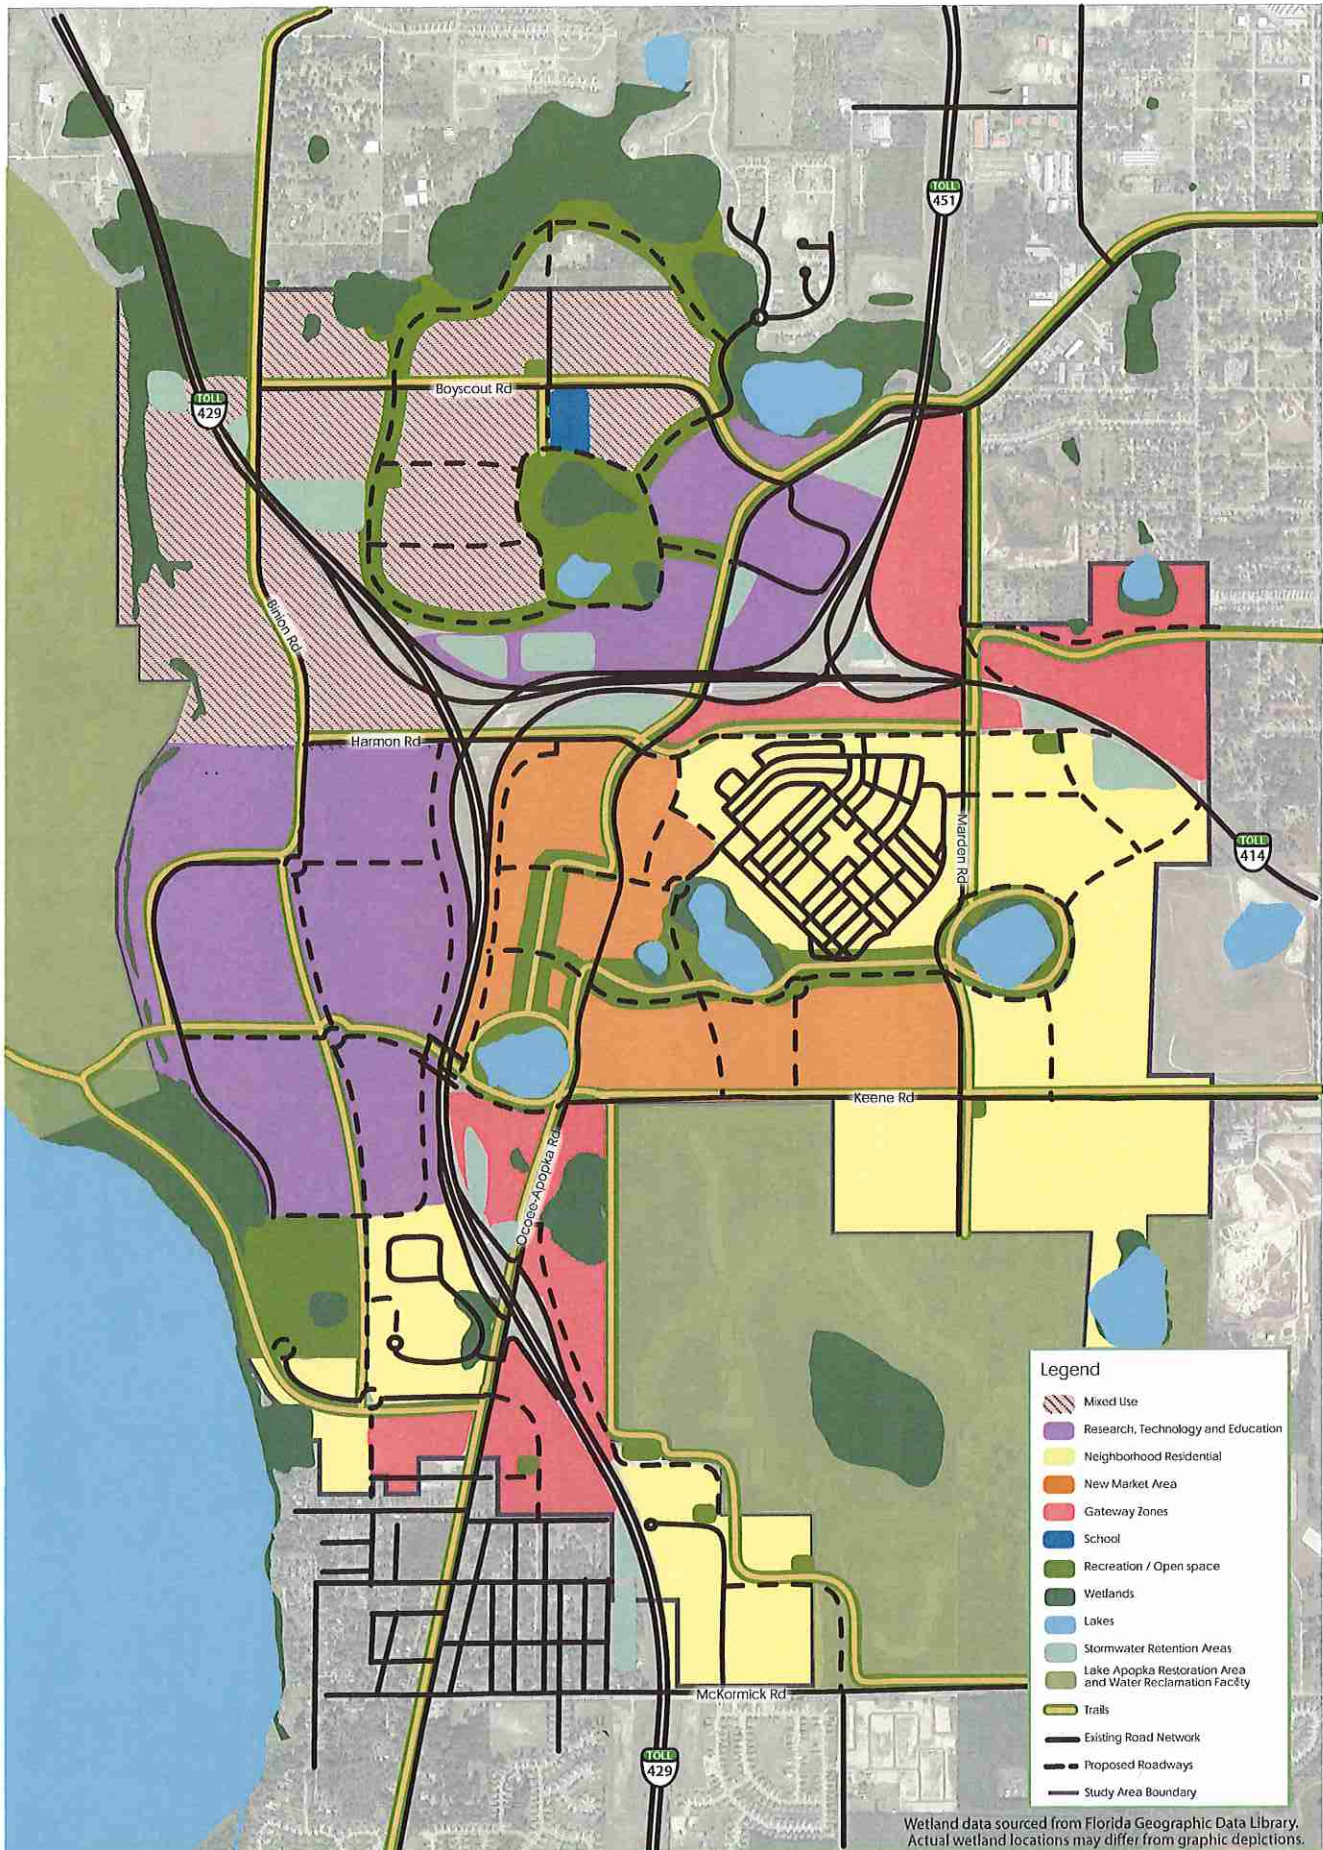 TOLL
451
Boyscout Rd
TOLL
429
Binion Rd
Harmon Rd
Marden Rd
TOLL
414
Keene Rd
Ocoee-Apopka Rd
Legend
Mixed Use
Research, Technology and Education
Neighborhood Residential
New Market Area
Gateway Zones
School
Recreation / Open space
Wetlands
Lakes
Stormwater Retention Areas
Lake Apopka Restoration Area
and Water Reclamation Facility
Trails
Existing Road Network
Proposed Roadways
Study Area Boundary
McKormick Rd
TOLL
429
Wetland data sourced from Florida Geographic Data Library.
Actual wetland locations may differ from graphic depictions.